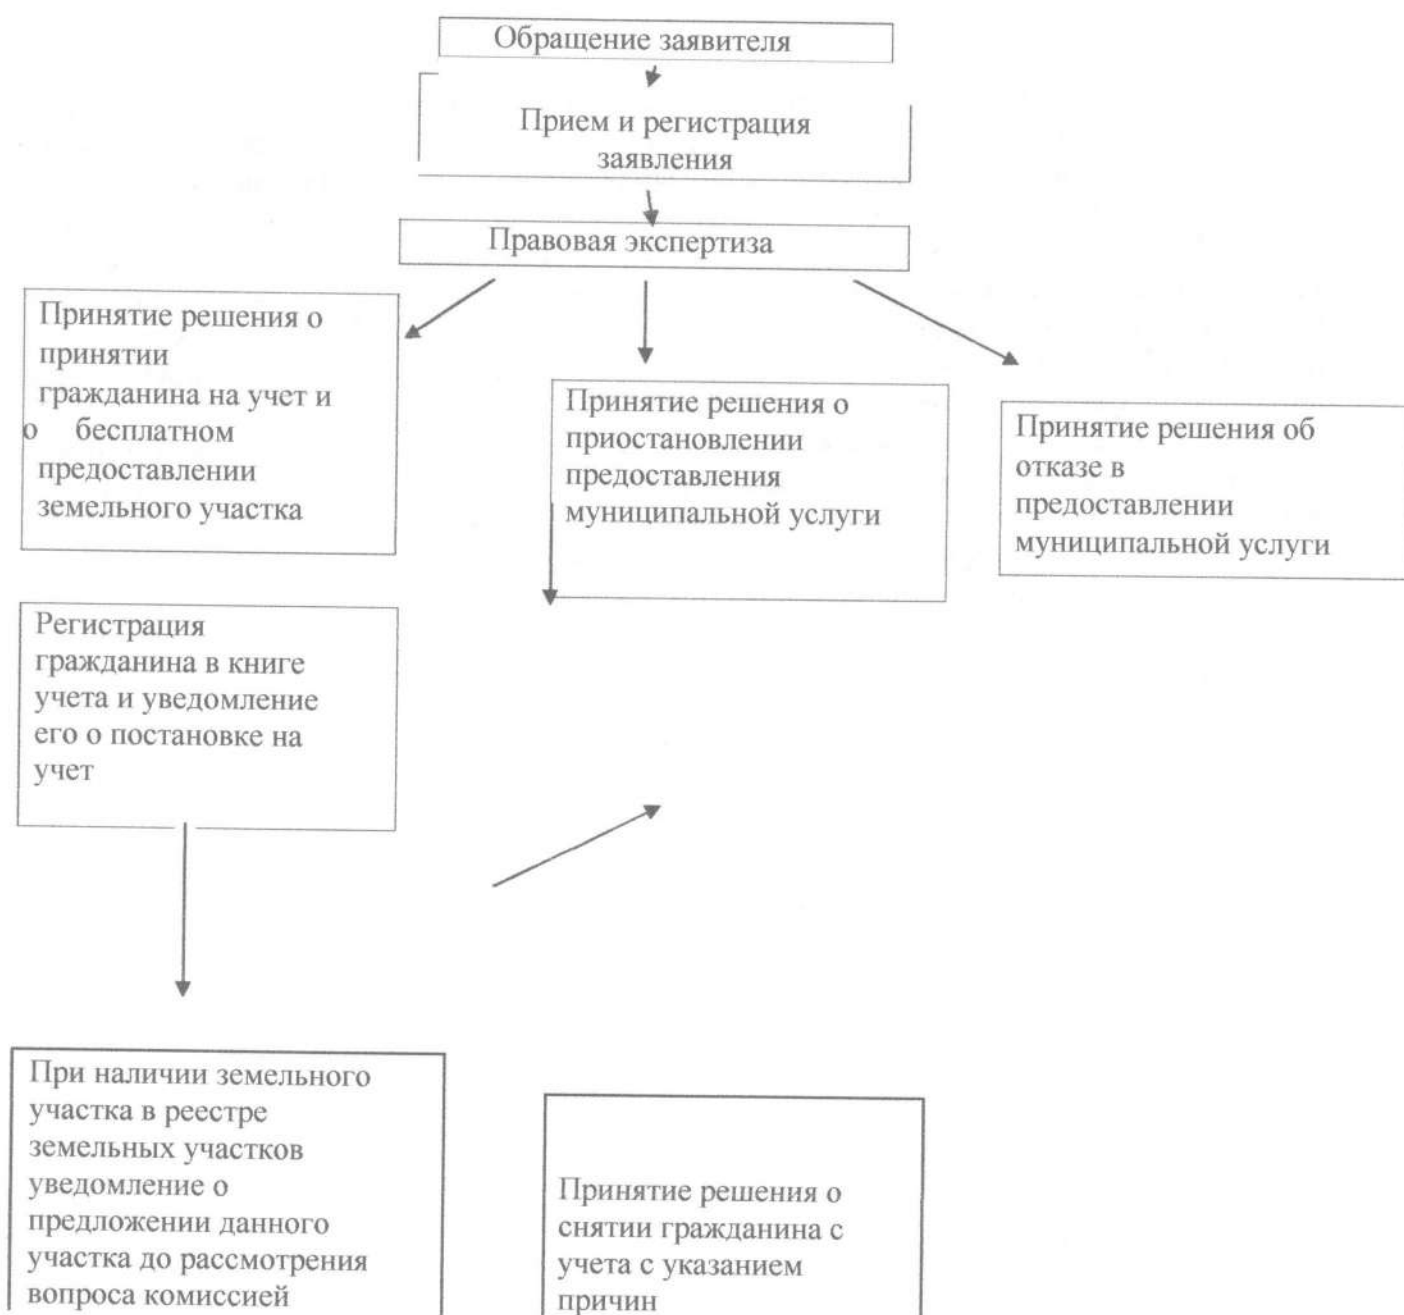 Обращение заявителя
Прием и регистрация
заявления
Правовая экспертиза
Принятие решения о
принятии
гражданина на учет и
о бесплатном
предоставлении
земельного участка
Принятие решения о
приостановлении
предоставления
муниципальной услуги
Принятие решения об
отказе в
предоставлении
муниципальной услуги
Регистрация
гражданина в книге
учета и уведомление
его о постановке на
учет
При наличии земельного
участка в реестре
земельных участков
уведомление о
предложении данного
участка до рассмотрения
вопроса комиссией
Принятие решения о
снятии гражданина с
учета с указанием
причин